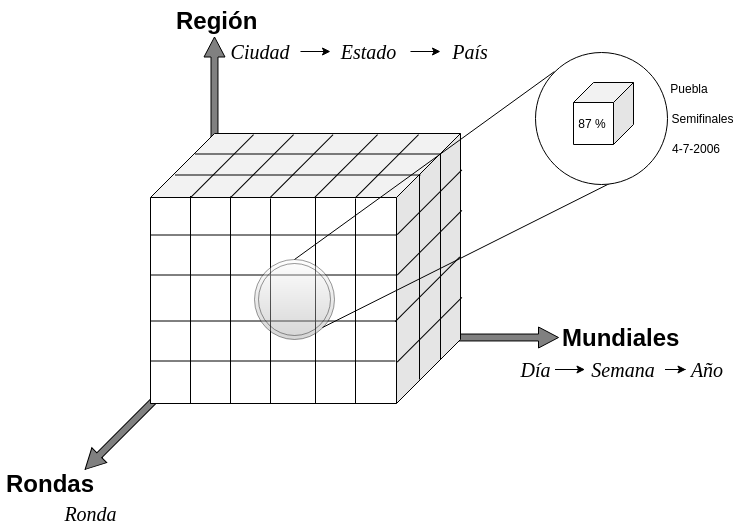 Región
Ciudad Estado País
Puebla
87 %
Semifinales
4-7-2006
Mundiales
Día Semana Año
Rondas
Ronda